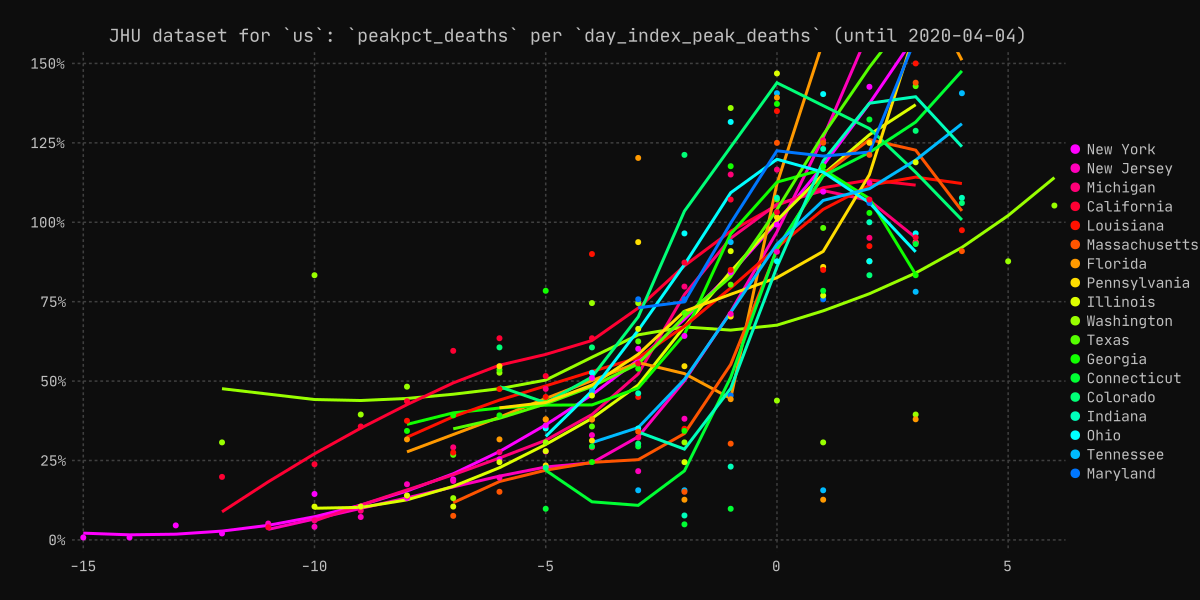 JHU dataset for `us`: `peakpct_deaths` per `day_index_peak_deaths` (until 2020-04-04)
150%
125%
100%
75%
50%
25%
0%
-15
-10
-5
0
5
New York
New Jersey
Michigan
California
Louisiana
Massachusetts
Florida
Pennsylvania
Illinois
Washington
Texas
Georgia
Connecticut
Colorado
Indiana
Ohio
Tennessee
Maryland